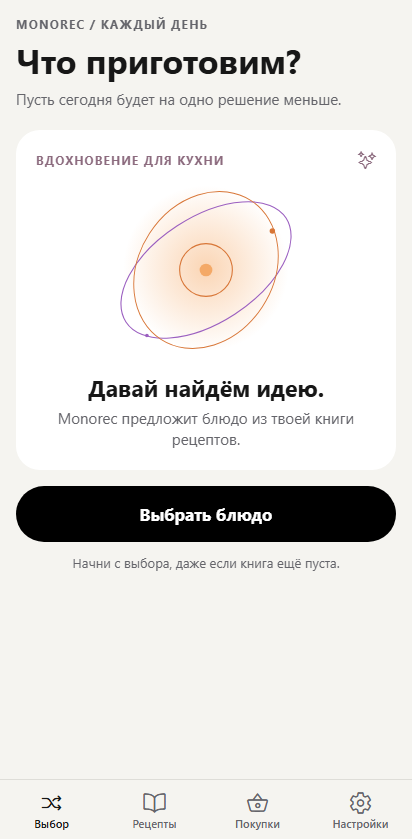 MONOREC / КАЖДЫЙ ДЕНЬ
Что приготовим?
Пусть сегодня будет на одно решение меньше.
ВДОХНОВЕНИЕ ДЛЯ КУХНИ
Давай найдём идею.
Monorec предложит блюдо из твоей книги
рецептов.
Выбрать блюдо
Начни с выбора, даже если книга ещё пуста.
Выбор
Рецепты
Покупки
Настройки